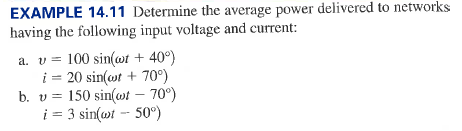 EXAMPLE 14.11 Determine the average power delivered to networks
having the following input voltage and current:
a. v = 100 sin(ωt + 40°)
i = 20 sin(ωt + 70°)
b. v = 150 sin(ωt − 70°)
i = 3 sin(ωt − 50°)